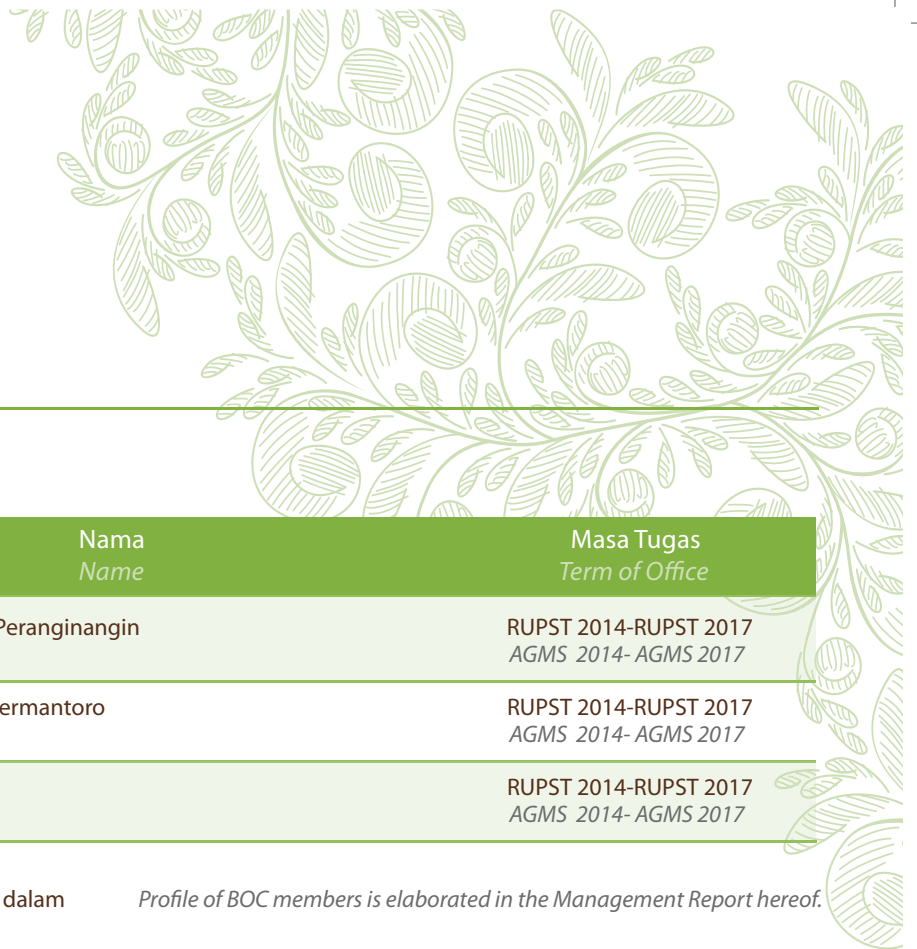 Nama Masa Tugas
Name Term of Office
Peranginangin RUPST 2014-RUPST 2017
AGMS 2014- AGMS 2017
ermantoro RUPST 2014-RUPST 2017
AGMS 2014- AGMS 2017
RUPST 2014-RUPST 2017
AGMS 2014- AGMS 2017
dalam Profile of BOC members is elaborated in the Management Report hereof.